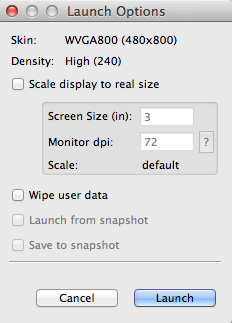 Launch Options
Skin: WVGA800 (480x800)
Density: High (240)
Scale display to real size
Screen Size (in): 3
Monitor dpi: 72 ?
Scale: default
Wipe user data
Launch from snapshot
Save to snapshot
Cancel Launch